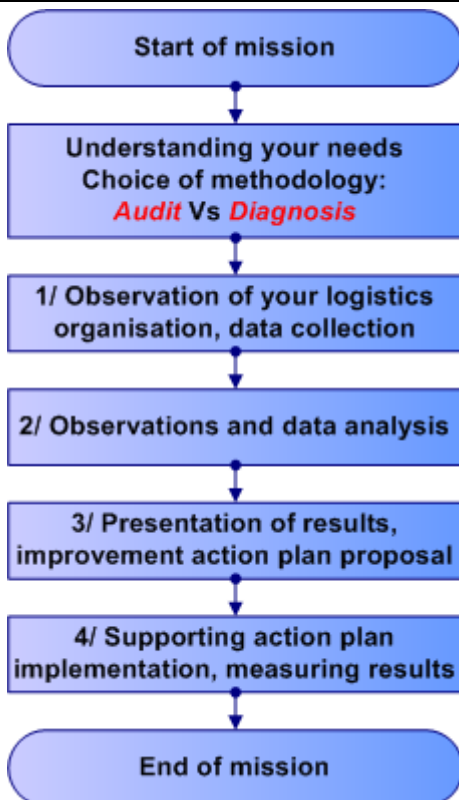 Start of mission
Understanding your needs
Choice of methodology:
Audit Vs Diagnosis
1/ Observation of your logistics
organisation, data collection
2/ Observations and data analysis
3/ Presentation of results,
improvement action plan proposal
4/ Supporting action plan
implementation, measuring results
End of mission